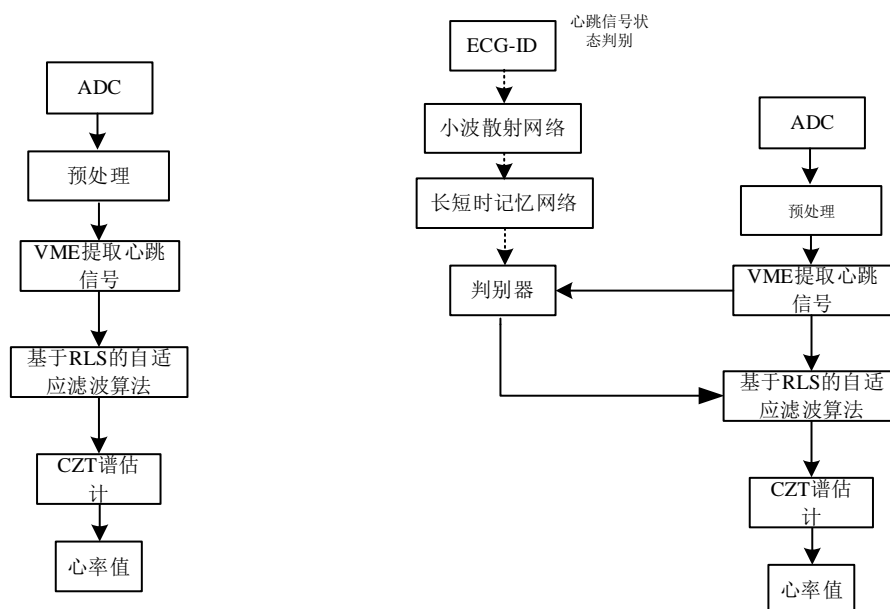 ADC
预处理
VME提取心跳
信号
基于RLS的自适
应滤波算法
CZT谱估
计
心率值
ECG-ID
心跳信号状
态判别
小波散射网络
长短时记忆网络
判别器
ADC
预处理
VME提取心跳
信号
基于RLS的自适
应滤波算法
CZT谱估
计
心率值